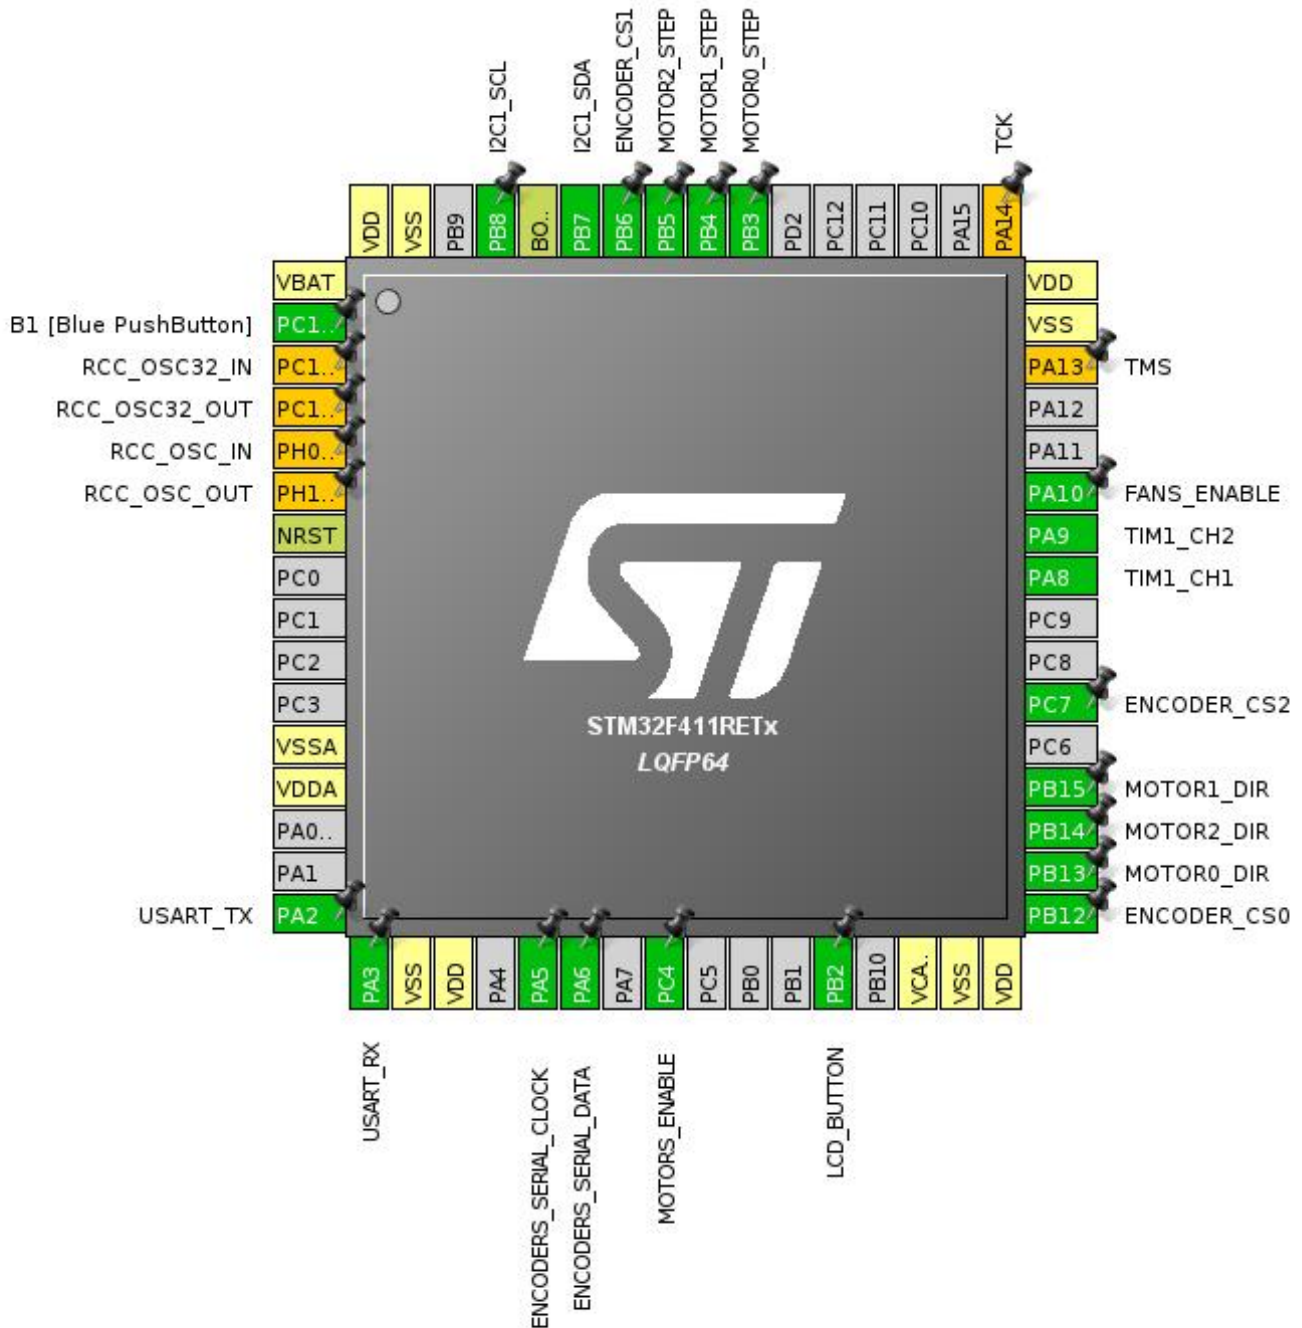 I2C1_SCL
I2C1_SDA
ENCODER_CS1
MOTOR2_STEP
MOTOR1_STEP
MOTOR0_STEP
TCK
VDD
VSS
PB9
PB8
BO..
PB7
PB6
PB5
PB4
PB3
PD2
PC12
PC11
PC10
PA15
PA14
VBAT
B1 [Blue PushButton] PC1..
RCC_OSC32_IN PC1..
RCC_OSC32_OUT PC1..
RCC_OSC_IN PH0..
RCC_OSC_OUT PH1..
NRST
PC0
PC1
PC2
PC3
VSSA
VDDA
PA0..
PA1
USART_TX PA2
ST
STM32F411RETx
LQFP64
VDD
VSS
PA13 TMS
PA12
PA11
PA10 FANS_ENABLE
PA9 TIM1_CH2
PA8 TIM1_CH1
PC9
PC8
PC7 ENCODER_CS2
PC6
PB15 MOTOR1_DIR
PB14 MOTOR2_DIR
PB13 MOTOR0_DIR
PB12 ENCODER_CS0
PA3
VSS
VDD
PA4
PA5
PA6
PA7
PC4
PC5
PB0
PB1
PB2
PB10
VCA.
VSS
VDD
USART_RX
ENCODERS_SERIAL_CLOCK
ENCODERS_SERIAL_DATA
MOTORS_ENABLE
LCD_BUTTON